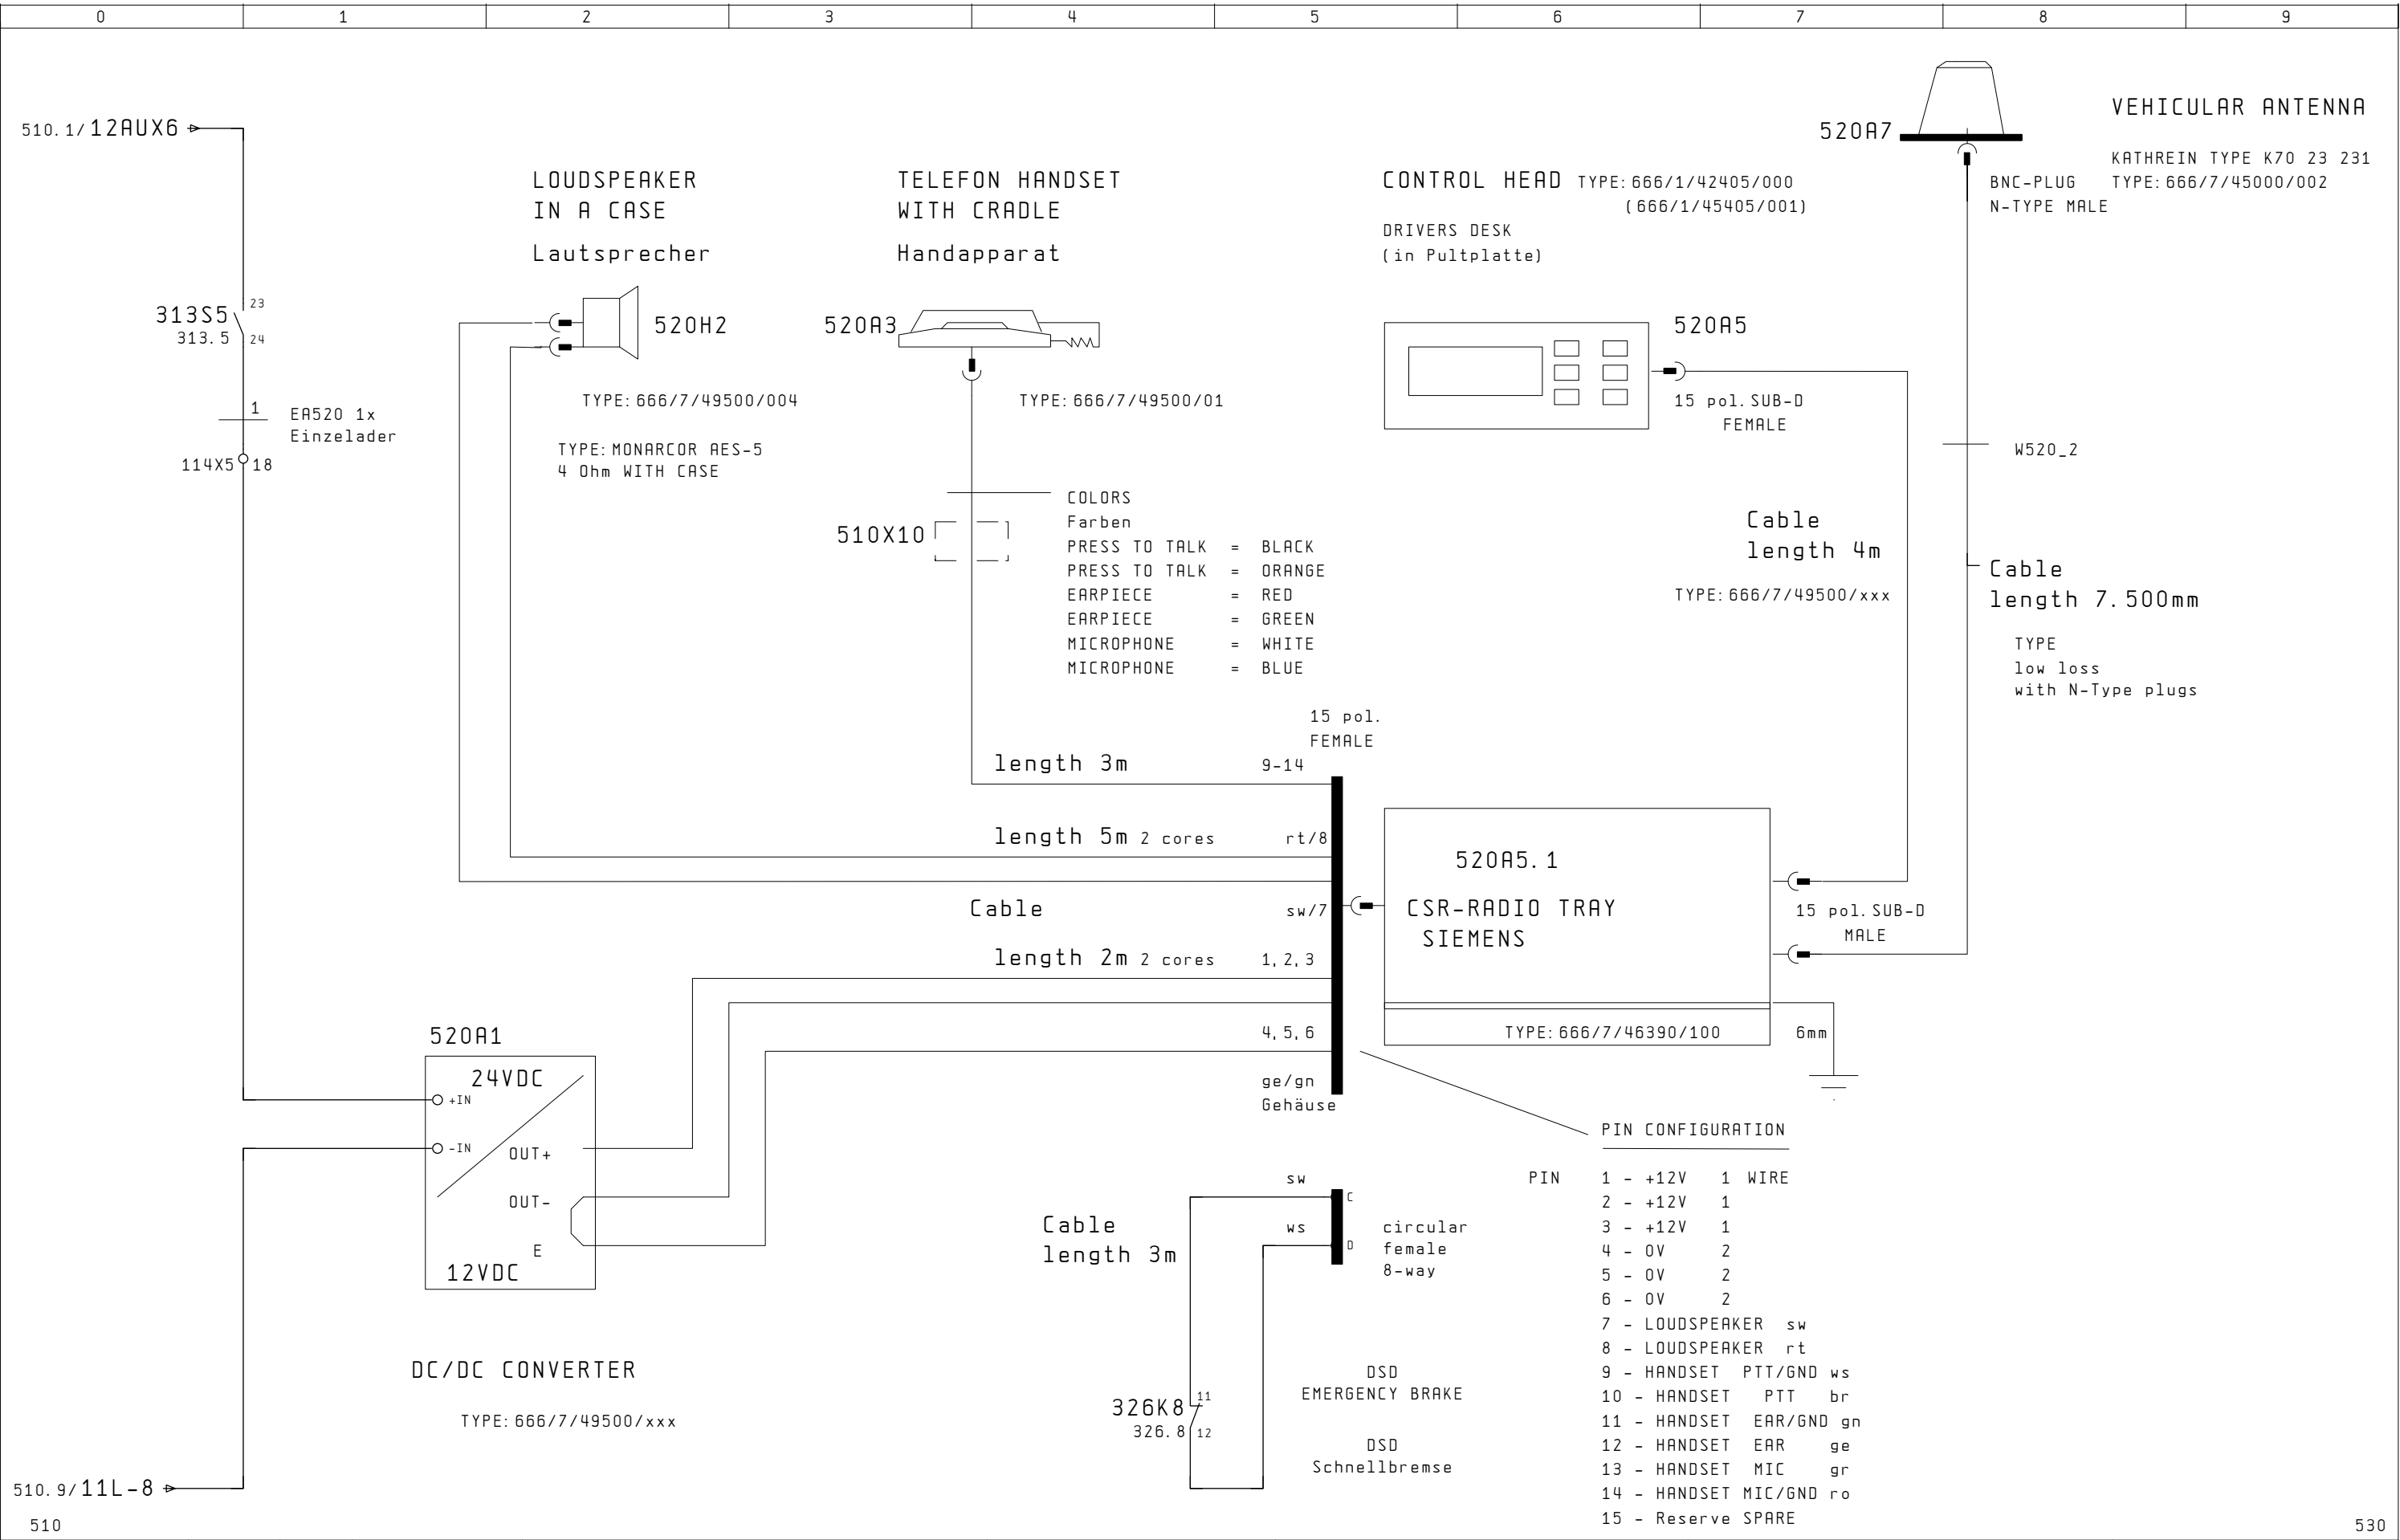 0 1 2 3 4 5 6 7 8 9
510.1/12AUX6
313S5
313.5
23
24
1
EA520 1x
Einzelader
114X5 18
LOUDSPEAKER
IN A CASE
Lautsprecher
520H2
TYPE:666/7/49500/004
TYPE:MONARCOR AES-5
4 Ohm WITH CASE
TELEFON HANDSET
WITH CRADLE
Handapparat
520A3
TYPE:666/7/49500/01
510X10
COLORS
Farben
PRESS TO TALK = BLACK
PRESS TO TALK = ORANGE
EARPIECE = RED
EARPIECE = GREEN
MICROPHONE = WHITE
MICROPHONE = BLUE
CONTROL HEAD TYPE:666/1/42405/000
(666/1/45405/001)
DRIVERS DESK
(in Pultplatte)
520A5
15 pol.SUB-D
FEMALE
Cable
length 4m
TYPE:666/7/49500/xxx
520A7
VEHICULAR ANTENNA
KATHREIN TYPE K70 23 231
TYPE:666/7/45000/002
BNC-PLUG
N-TYPE MALE
W520_2
Cable
length 7.500mm
TYPE
low loss
with N-Type plugs
15 pol.
FEMALE
length 3m 9-14
length 5m 2 cores rt/8
Cable sw/7
length 2m 2 cores 1,2,3
4,5,6
ge/gn
Gehäuse
520A5.1
CSR-RADIO TRAY
SIEMENS
TYPE:666/7/46390/100
15 pol.SUB-D
MALE
6mm
520A1
24VDC
+IN
-IN
OUT+
OUT-
E
12VDC
DC/DC CONVERTER
TYPE:666/7/49500/xxx
510.9/11L-8
sw C
ws D
Cable
length 3m
circular
female
8-way
326K8
326.8
11
12
DSD
EMERGENCY BRAKE
DSD
Schnellbremse
PIN CONFIGURATION
PIN 1 - +12V 1 WIRE
2 - +12V 1
3 - +12V 1
4 - 0V 2
5 - 0V 2
6 - 0V 2
7 - LOUDSPEAKER sw
8 - LOUDSPEAKER rt
9 - HANDSET PTT/GND ws
10 - HANDSET PTT br
11 - HANDSET EAR/GND gn
12 - HANDSET EAR ge
13 - HANDSET MIC gr
14 - HANDSET MIC/GND ro
15 - Reserve SPARE
510
530